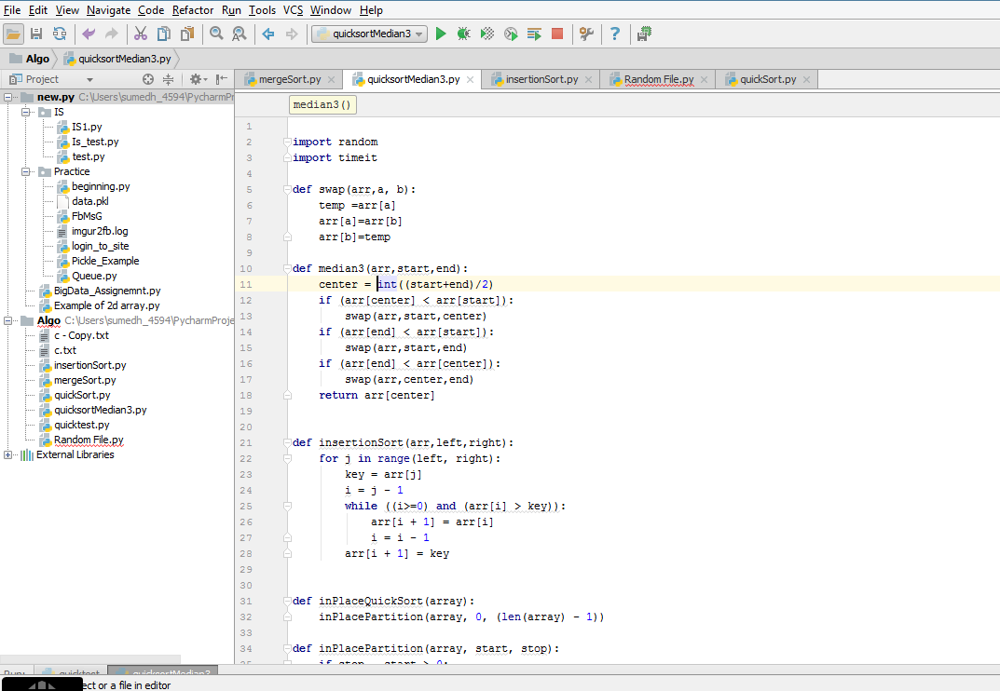 File Edit View Navigate Code Refactor Run Tools VCS Window Help
quicksortMedian3
Algo quicksortMedian3.py
Project
mergeSort.py quicksortMedian3.py insertionSort.py Random File.py quickSort.py
new.py C:\Users\sumedh_4594\PycharmPr
IS
IS1.py
Is_test.py
test.py
Practice
beginning.py
data.pkl
FbMsG
imgur2fb.log
login_to_site
Pickle_Example
Queue.py
BigData_Assignemnt.py
Example of 2d array.py
Algo C:\Users\sumedh_4594\PycharmProje
c - Copy.txt
c.txt
insertionSort.py
mergeSort.py
quickSort.py
quicksortMedian3.py
quicktest.py
Random File.py
External Libraries
median3()
1
2 import random
3 import timeit
4
5 def swap(arr,a, b):
6 temp =arr[a]
7 arr[a]=arr[b]
8 arr[b]=temp
9
10 def median3(arr,start,end):
11 center = int((start+end)/2)
12 if (arr[center] < arr[start]):
13 swap(arr,start,center)
14 if (arr[end] < arr[start]):
15 swap(arr,start,end)
16 if (arr[end] < arr[center]):
17 swap(arr,center,end)
18 return arr[center]
19
20
21 def insertionSort(arr,left,right):
22 for j in range(left, right):
23 key = arr[j]
24 i = j - 1
25 while ((i>=0) and (arr[i] > key)):
26 arr[i + 1] = arr[i]
27 i = i - 1
28 arr[i + 1] = key
29
30
31 def inPlaceQuickSort(array):
32 inPlacePartition(array, 0, (len(array) - 1))
33
34 def inPlacePartition(array, start, stop):
35 if stop - start > 0:
Run: quicktest quicksortMedian3
ect or a file in editor